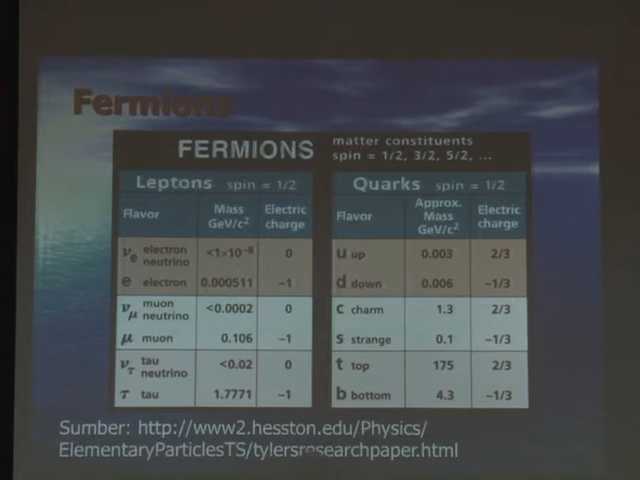 Fermions
FERMIONS
matter constituents
spin = 1/2, 3/2, 5/2, ...
Leptons spin = 1/2
Flavor Mass GeV/c² Electric charge
νe electron neutrino <1×10⁻⁸ 0
e electron 0.000511 −1
νμ muon neutrino <0.0002 0
μ muon 0.106 −1
ντ tau neutrino <0.02 0
τ tau 1.7771 −1
Quarks spin = 1/2
Flavor Approx. Mass GeV/c² Electric charge
u up 0.003 2/3
d down 0.006 −1/3
c charm 1.3 2/3
s strange 0.1 −1/3
t top 175 2/3
b bottom 4.3 −1/3
Sumber: http://www2.hesston.edu/Physics/
ElementaryParticlesTS/tylersresearchpaper.html